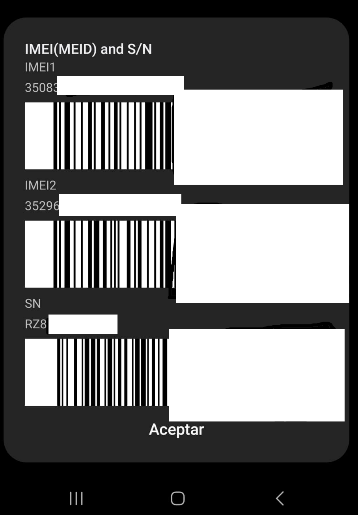 IMEI(MEID) and S/N
IMEI1
35083
IMEI2
35296
SN
RZ8
Aceptar